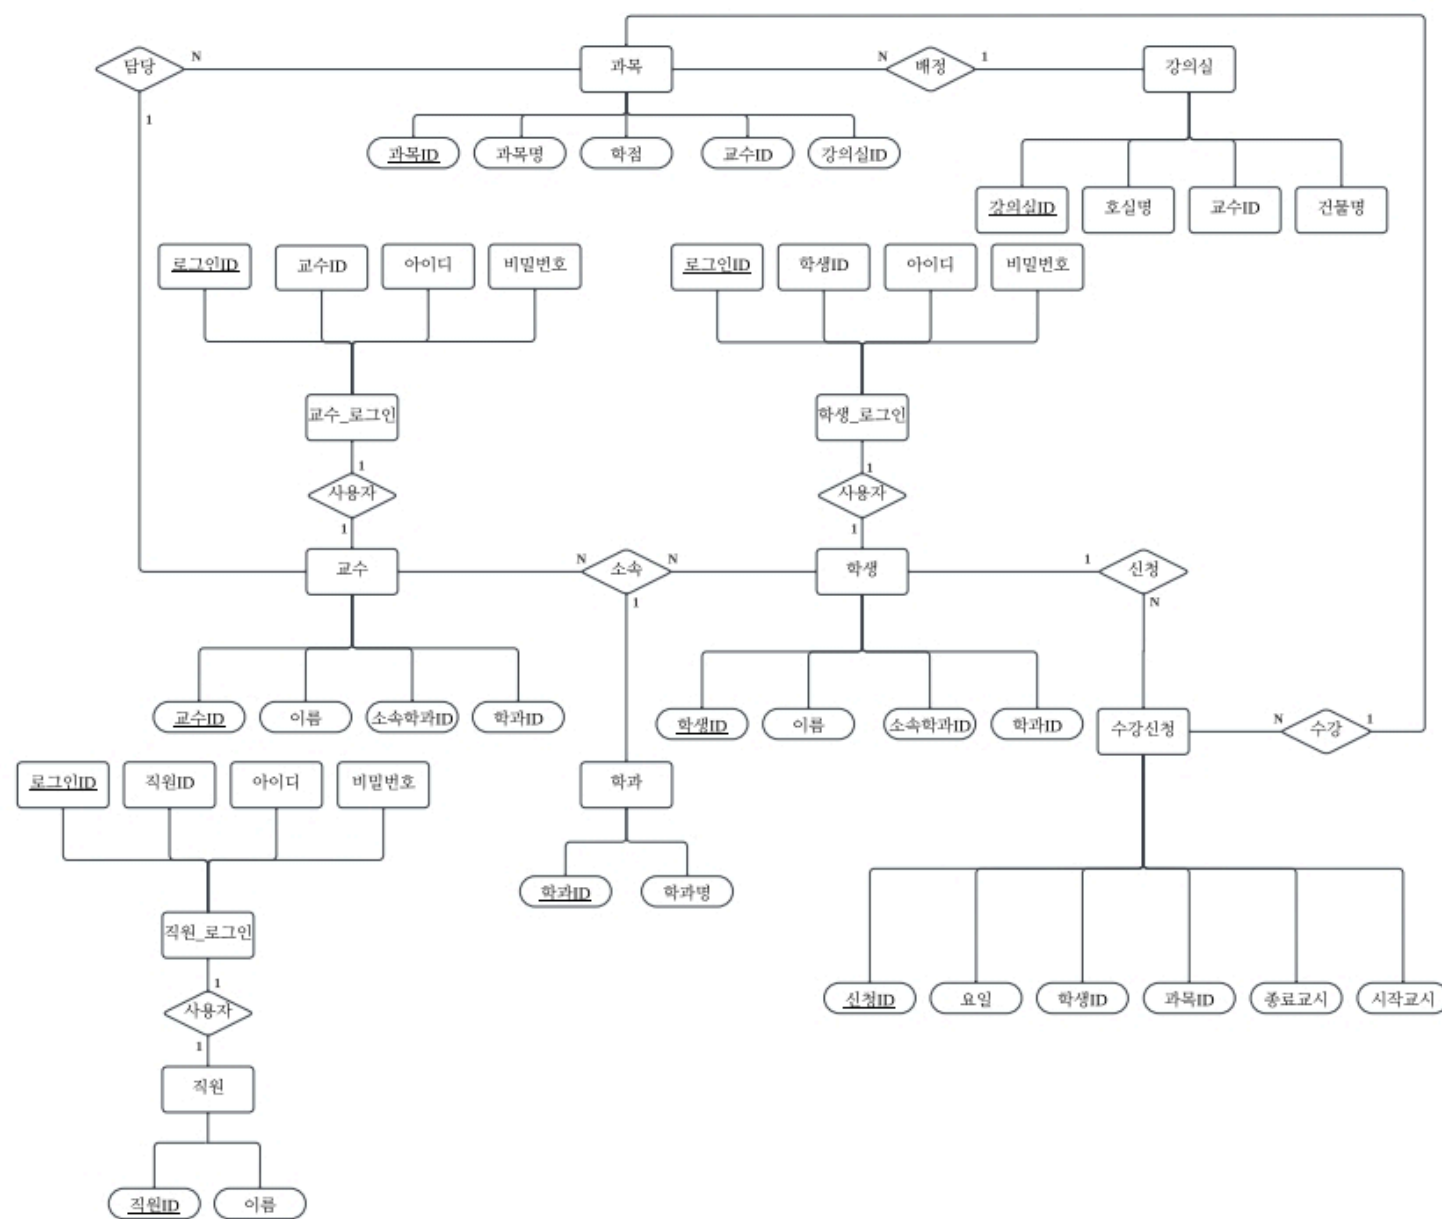 담당
N
과목
N
배정
1
강의실
1
과목ID
과목명
학점
교수ID
강의실ID
강의실ID
호실명
교수ID
건물명
로그인ID
교수ID
아이디
비밀번호
로그인ID
학생ID
아이디
비밀번호
교수_로그인
학생_로그인
1
1
사용자
사용자
1
1
교수
N
소속
N
학생
1
신청
1
N
교수ID
이름
소속학과ID
학과ID
학생ID
이름
소속학과ID
학과ID
수강신청
N
수강
1
로그인ID
직원ID
아이디
비밀번호
학과
학과ID
학과명
직원_로그인
1
사용자
1
신청ID
요일
학생ID
과목ID
종료교시
시작교시
직원
직원ID
이름